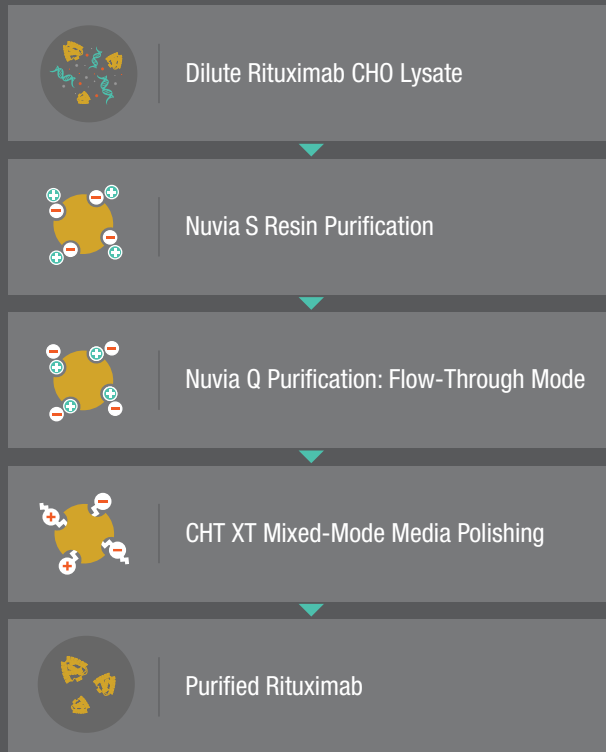 Dilute Rituximab CHO Lysate
Nuvia S Resin Purification
Nuvia Q Purification: Flow-Through Mode
CHT XT Mixed-Mode Media Polishing
Purified Rituximab